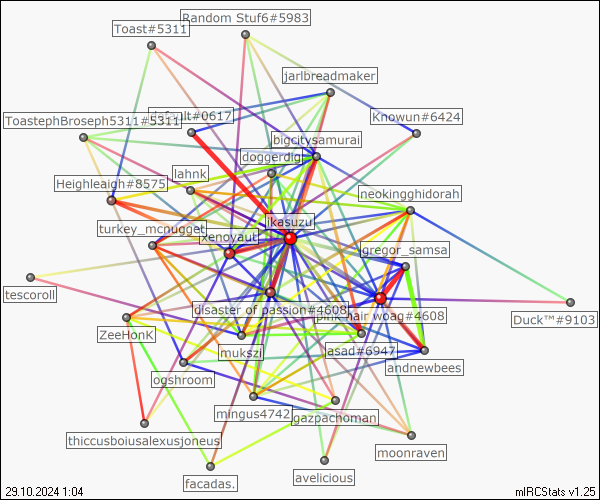 Random Stuf6#5983
Toast#5311
jarlbreadmaker
default#0617
Knowun#6424
ToastephBroseph5311#5311
bigcitysamurai
doggerdig
lahnk
Heighleaigh#8575
neokingghidorah
jkasuzu
turkey_mcnugget
xenoyaut
gregor_samsa
tescoroll
disaster of passion#4608
pink hair woag#4608
Duck™#9103
ZeeHonK
mukszi
jasad#6947
andnewbees
ogshroom
mingus4742
gazpachoman
thiccusboiusalexusjoneus
moonraven
avelicious
facadas.
29.10.2024 1:04
mIRCStats v1.25